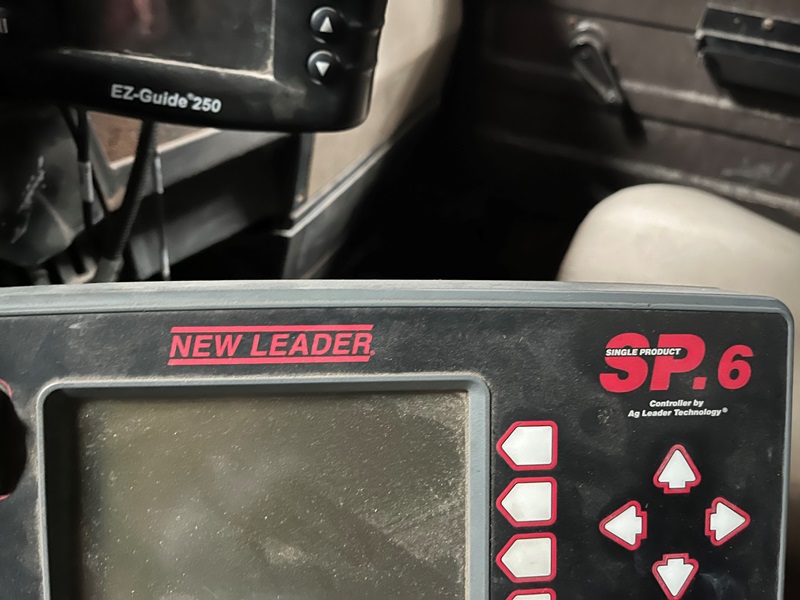 EZ-Guide®250
NEW LEADER®
SINGLE PRODUCT
SP.6
Controller by
Ag Leader Technology®